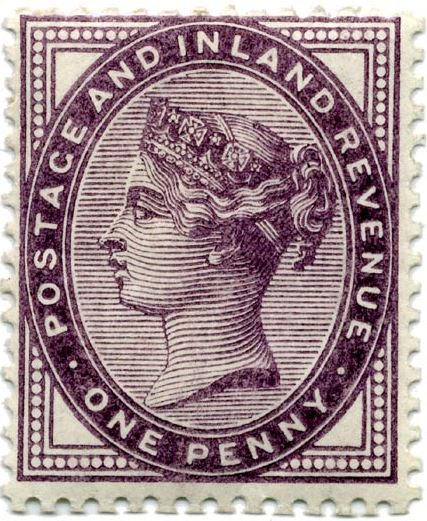 POSTAGE AND INLAND REVENUE
· ONE PENNY ·